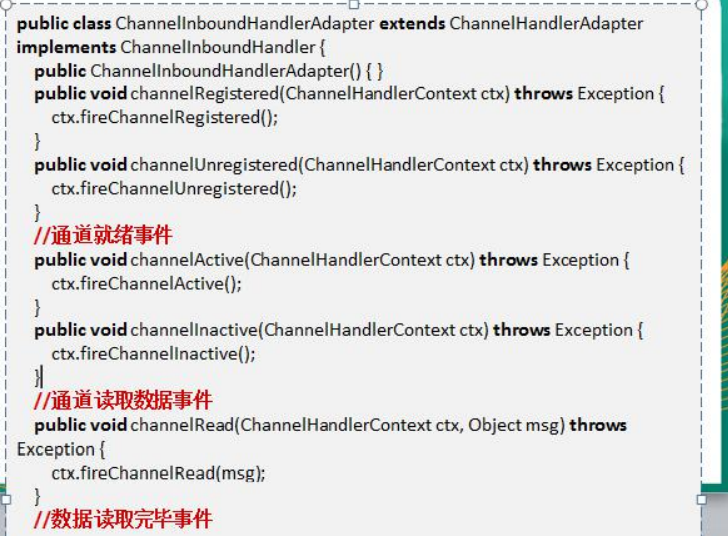 public class ChannelInboundHandlerAdapter extends ChannelHandlerAdapter
implements ChannelInboundHandler {
public ChannelInboundHandlerAdapter() { }
public void channelRegistered(ChannelHandlerContext ctx) throws Exception {
ctx.fireChannelRegistered();
}
public void channelUnregistered(ChannelHandlerContext ctx) throws Exception {
ctx.fireChannelUnregistered();
}
//通道就绪事件
public void channelActive(ChannelHandlerContext ctx) throws Exception {
ctx.fireChannelActive();
}
public void channelInactive(ChannelHandlerContext ctx) throws Exception {
ctx.fireChannelInactive();
}
//通道读取数据事件
public void channelRead(ChannelHandlerContext ctx, Object msg) throws
Exception {
ctx.fireChannelRead(msg);
}
//数据读取完毕事件